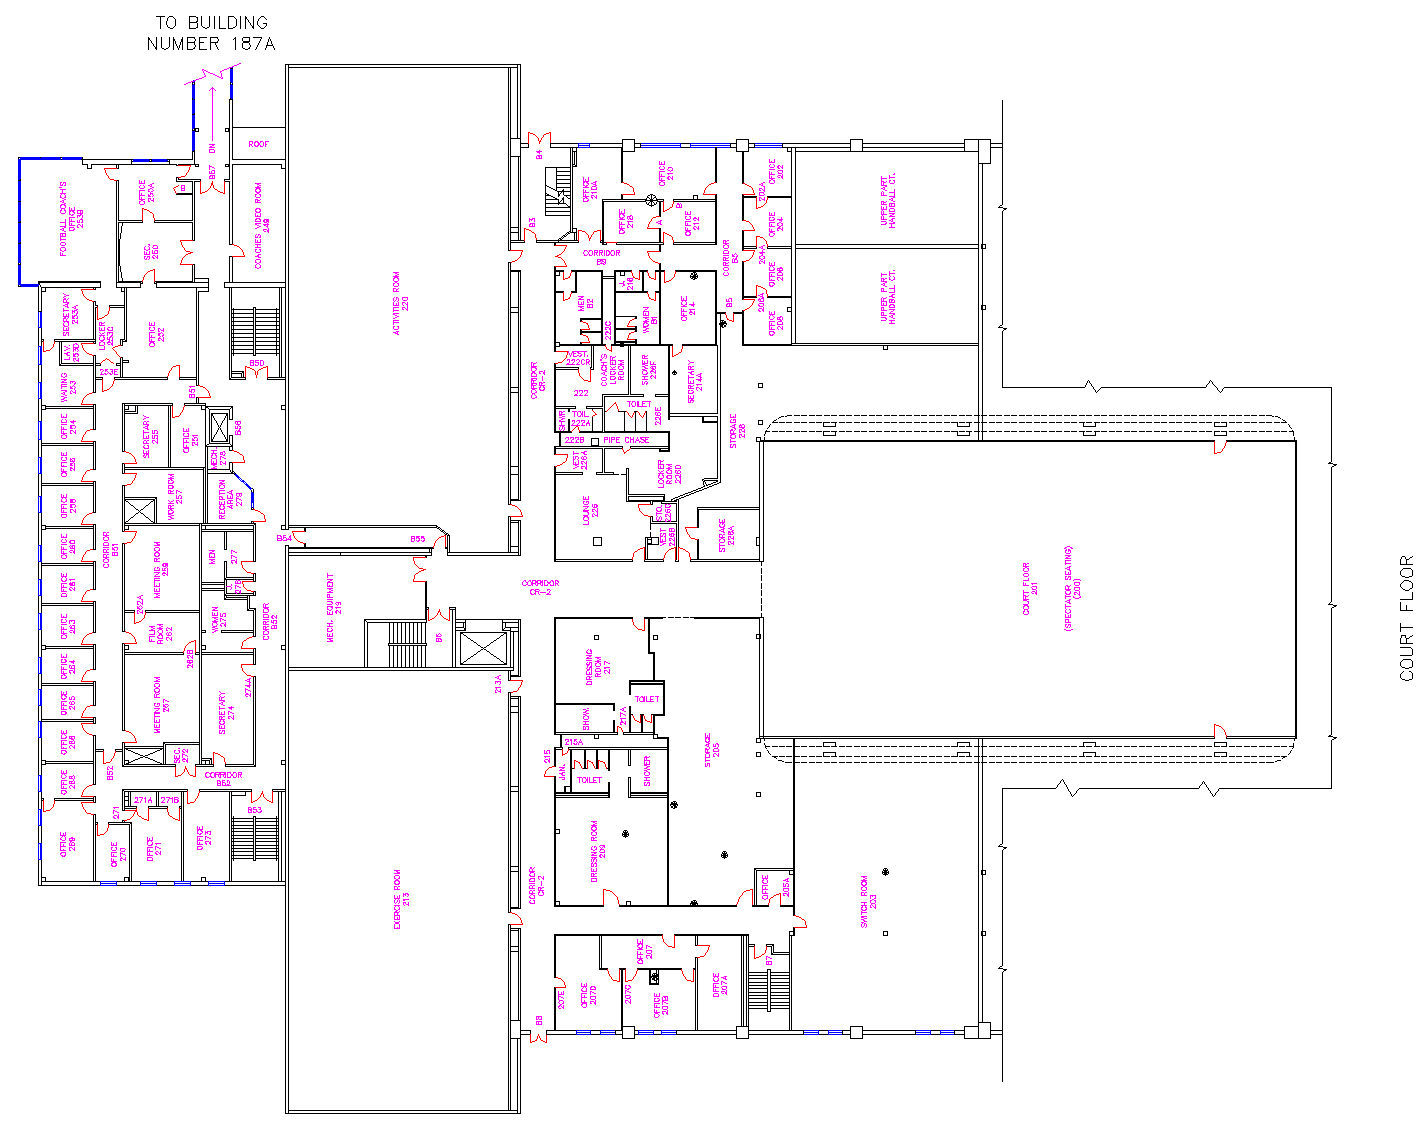 TO BUILDING
NUMBER 187A
DN
B57
ROOF
FOOTBALL COACH'S
OFFICE
253B
OFFICE
250A
B
SEC.
250
COACHES VIDEO ROOM
249
SECRETARY
253A
LOCKER
253C
LAV.
253D
253E
OFFICE
252
WAITING
253
B50
B51
OFFICE
254
SECRETARY
255
OFFICE
251
B56
MECH.
278
OFFICE
256
WORK ROOM
257
RECEPTION
AREA
279
OFFICE
258
OFFICE
260
CORRIDOR
B51
MEETING ROOM
259
MEN
277
B54
B55
OFFICE
261
J.
276
262A
OFFICE
263
FILM
ROOM
262
WOMEN
275
CORRIDOR
B52
262B
OFFICE
264
OFFICE
265
MEETING ROOM
267
SECRETARY
274
274A
OFFICE
266
SEC.
272
B52
CORRIDOR
B52
OFFICE
268
271
271A
271B
B53
OFFICE
269
OFFICE
270
OFFICE
271
OFFICE
273
ACTIVITIES ROOM
220
MECH. EQUIPMENT
219
B6
EXERCISE ROOM
213
213A
B4
B3
OFFICE
210A
OFFICE
210
OFFICE
218
A
B
OFFICE
212
CORRIDOR
B9
CORRIDOR
B5
202A
OFFICE
202
OFFICE
204
204A
OFFICE
206
206A
OFFICE
208
B5
UPPER PART
HANDBALL CT.
UPPER PART
HANDBALL CT.
MEN
B2
J.
216
222C
WOMEN
B1
OFFICE
214
CORRIDOR
CR-2
VEST.
222CR
COACH'S
LOCKER
ROOM
SHOWER
226F
SECRETARY
214A
222
SHWR
TOIL.
222A
TOILET
226E
222B
PIPE CHASE
STORAGE
228
VEST
226A
LOCKER
ROOM
226D
LOUNGE
226
STO.
226C
VEST
226B
STORAGE
228A
CORRIDOR
CR-2
COURT FLOOR
201
(SPECTATOR SEATING)
(200)
COURT FLOOR
DRESSING
ROOM
217
TOILET
SHOW.
217A
215
215A
JAN.
TOILET
SHOWER
STORAGE
205
DRESSING ROOM
209
CORRIDOR
CR-2
OFFICE
205A
SWITCH ROOM
203
OFFICE
207
B7
207E
OFFICE
207D
207C
OFFICE
207B
OFFICE
207A
B8